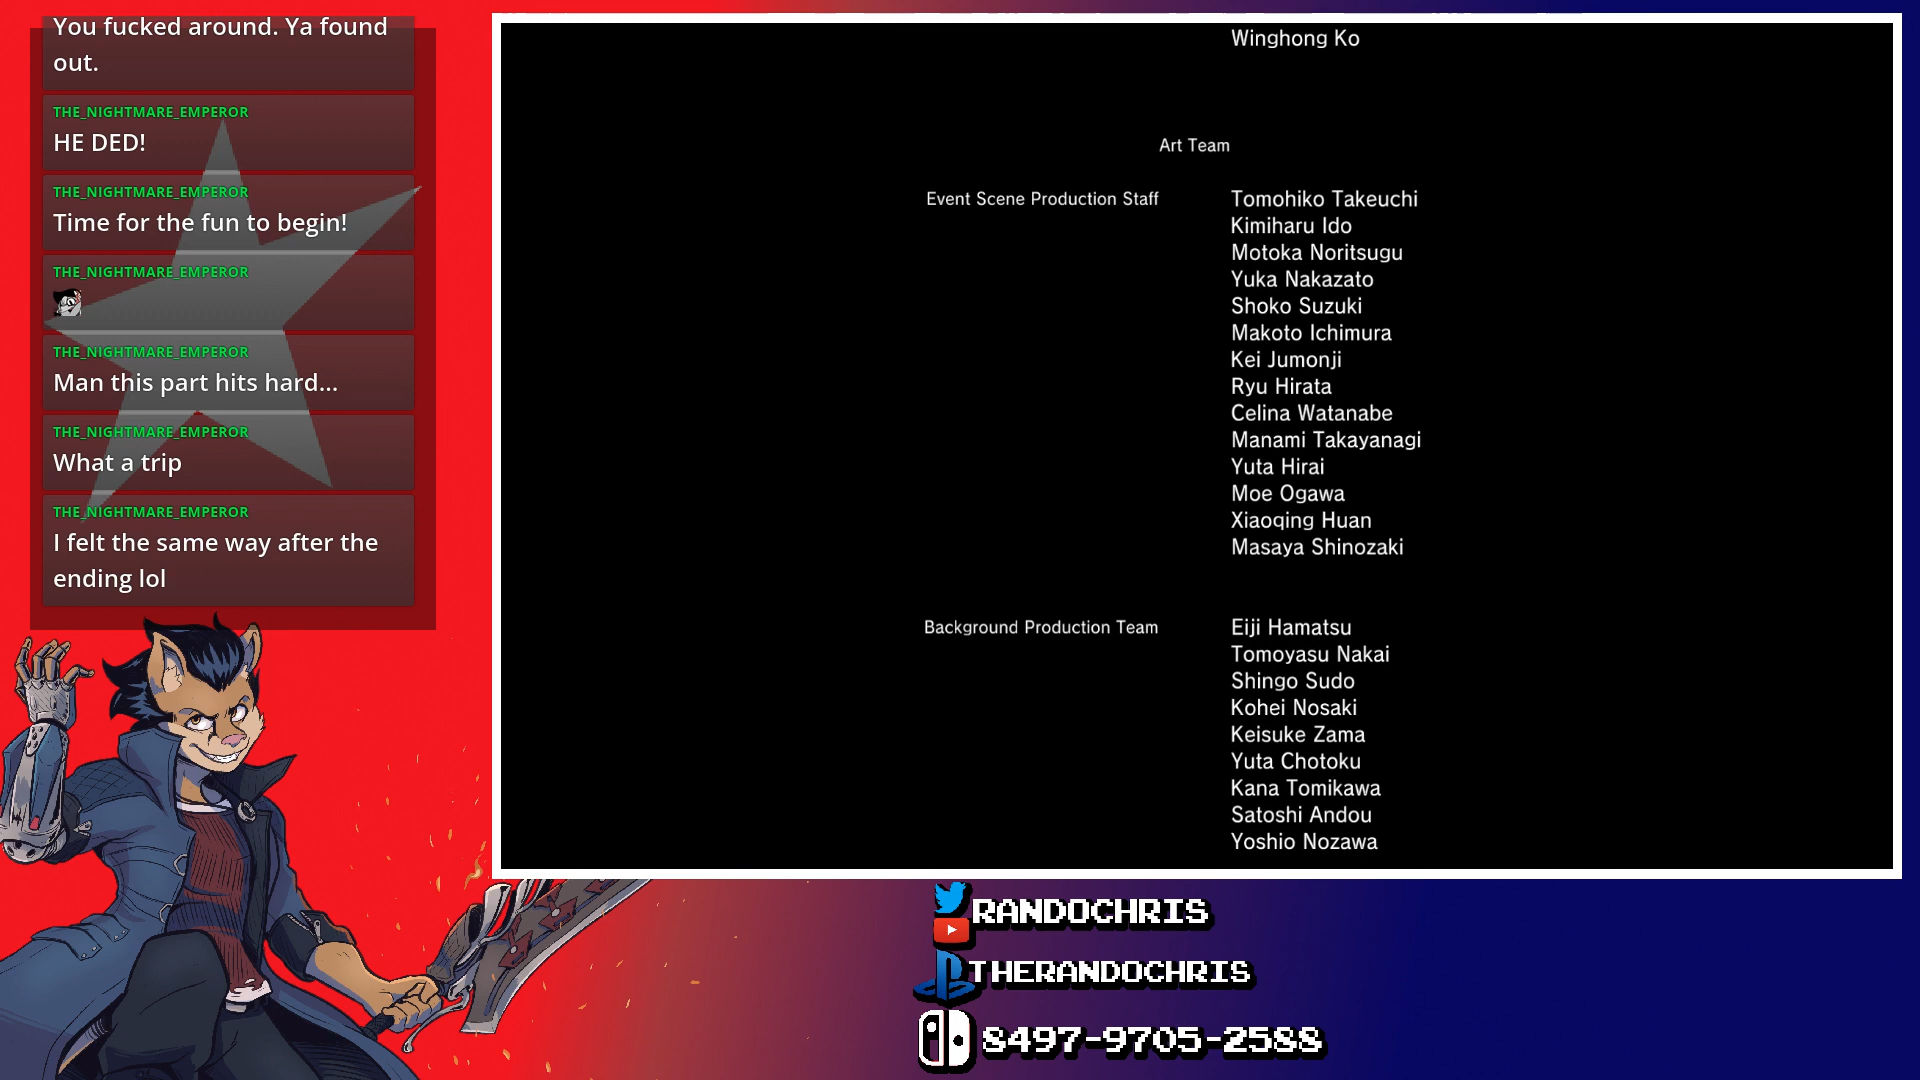 You fucked around. Ya found
out.
THE_NIGHTMARE_EMPEROR
HE DED!
THE_NIGHTMARE_EMPEROR
Time for the fun to begin!
THE_NIGHTMARE_EMPEROR
THE_NIGHTMARE_EMPEROR
Man this part hits hard...
THE_NIGHTMARE_EMPEROR
What a trip
THE_NIGHTMARE_EMPEROR
I felt the same way after the
ending lol
Winghong Ko
Art Team
Event Scene Production Staff
Tomohiko Takeuchi
Kimiharu Ido
Motoka Noritsugu
Yuka Nakazato
Shoko Suzuki
Makoto Ichimura
Kei Jumonji
Ryu Hirata
Celina Watanabe
Manami Takayanagi
Yuta Hirai
Moe Ogawa
Xiaoqing Huan
Masaya Shinozaki
Background Production Team
Eiji Hamatsu
Tomoyasu Nakai
Shingo Sudo
Kohei Nosaki
Keisuke Zama
Yuta Chotoku
Kana Tomikawa
Satoshi Andou
Yoshio Nozawa
RANDOCHRIS
THERANDOCHRIS
8497-9705-2588